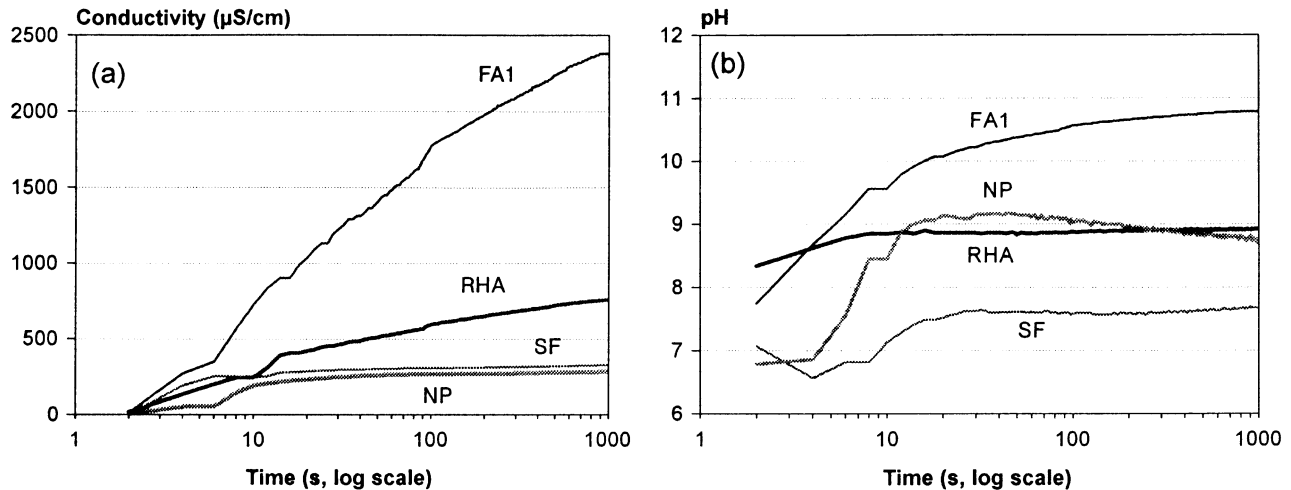 Conductivity (µS/cm)
2500
2000
1500
1000
500
0
(a)
FA1
RHA
SF
NP
1
10
100
1000
Time (s, log scale)
pH
12
11
10
9
8
7
6
(b)
FA1
NP
RHA
SF
1
10
100
1000
Time (s, log scale)